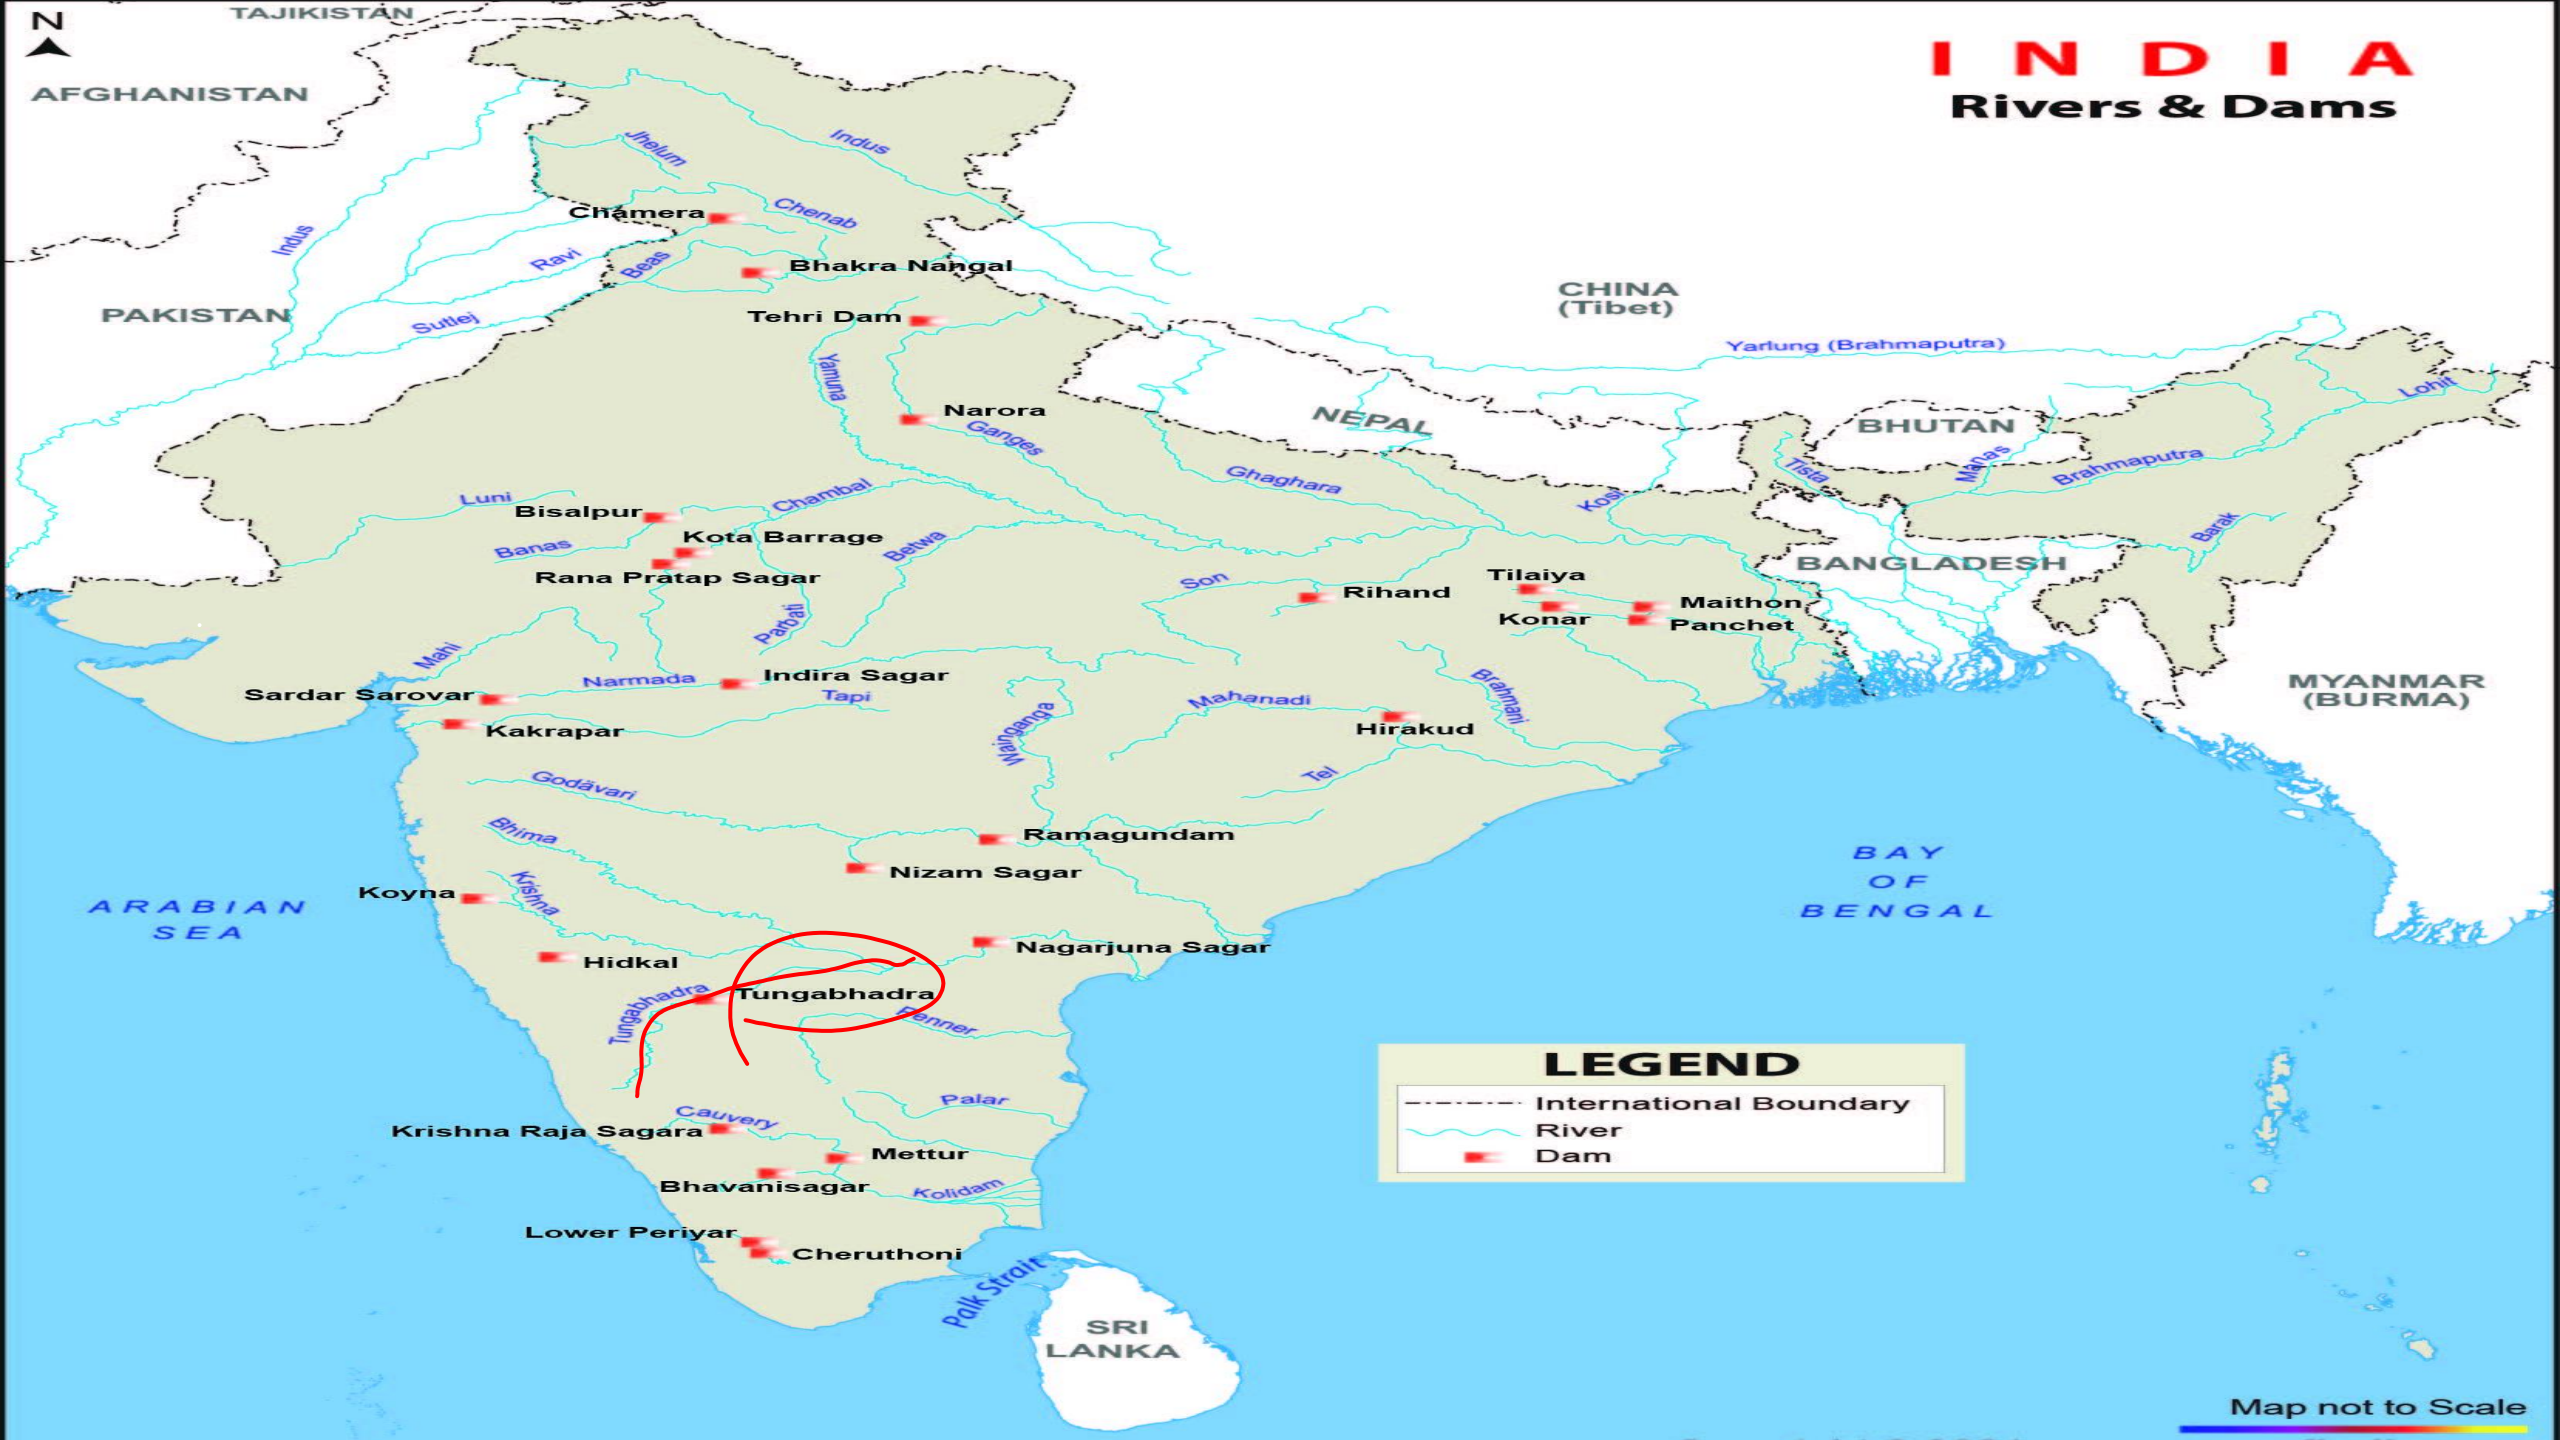 N
TAJIKISTAN
AFGHANISTAN
INDIA
Rivers & Dams
Jhelum
Indus
Chamera
Chenab
Indus
Ravi
Beas
Bhakra Nangal
PAKISTAN
Sutlej
Tehri Dam
CHINA
(Tibet)
Yarlung (Brahmaputra)
Yamuna
Narora
Ganges
NEPAL
BHUTAN
Lohit
Ghaghara
Kosi
Tista
Manas
Brahmaputra
Luni
Bisalpur
Chambal
Banas
Kota Barrage
Betwa
Rana Pratap Sagar
Barak
BANGLADESH
Son
Rihand
Tilaiya
Maithon
Konar
Panchet
Parbati
Mahi
Narmada
Indira Sagar
Sardar Sarovar
Tapi
Kakrapar
Wainganga
Mahanadi
Brahmani
Hirakud
MYANMAR
(BURMA)
Tel
Godāvari
Bhima
Ramagundam
Nizam Sagar
Koyna
Krishna
BAY
OF
BENGAL
ARABIAN
SEA
Nagarjuna Sagar
Hidkal
Tungabhadra
Tungabhadra
Penner
LEGEND
International Boundary
River
Dam
Palar
Cauvery
Krishna Raja Sagara
Mettur
Bhavanisagar
Kolidam
Lower Periyar
Cheruthoni
Palk Strait
SRI
LANKA
Map not to Scale